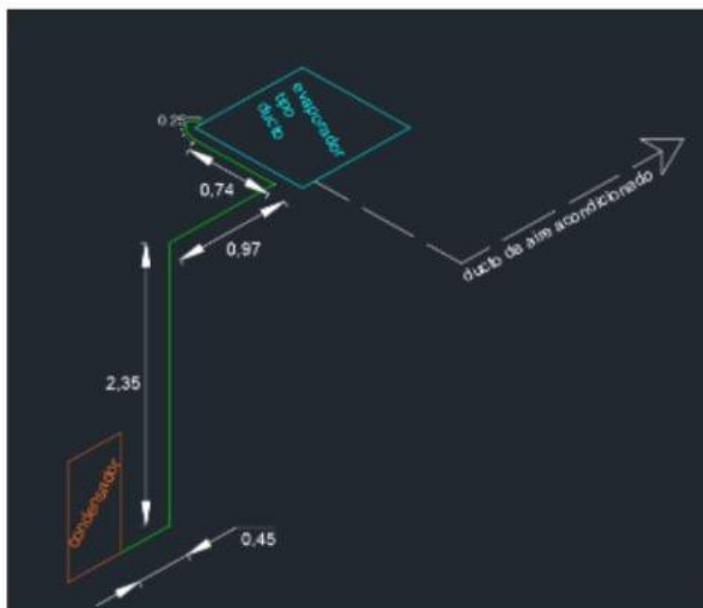 evaporador
tipo
ducto
0.25
0,74
0,97
ducto de aire acondicionado
2,35
condensador
0,45